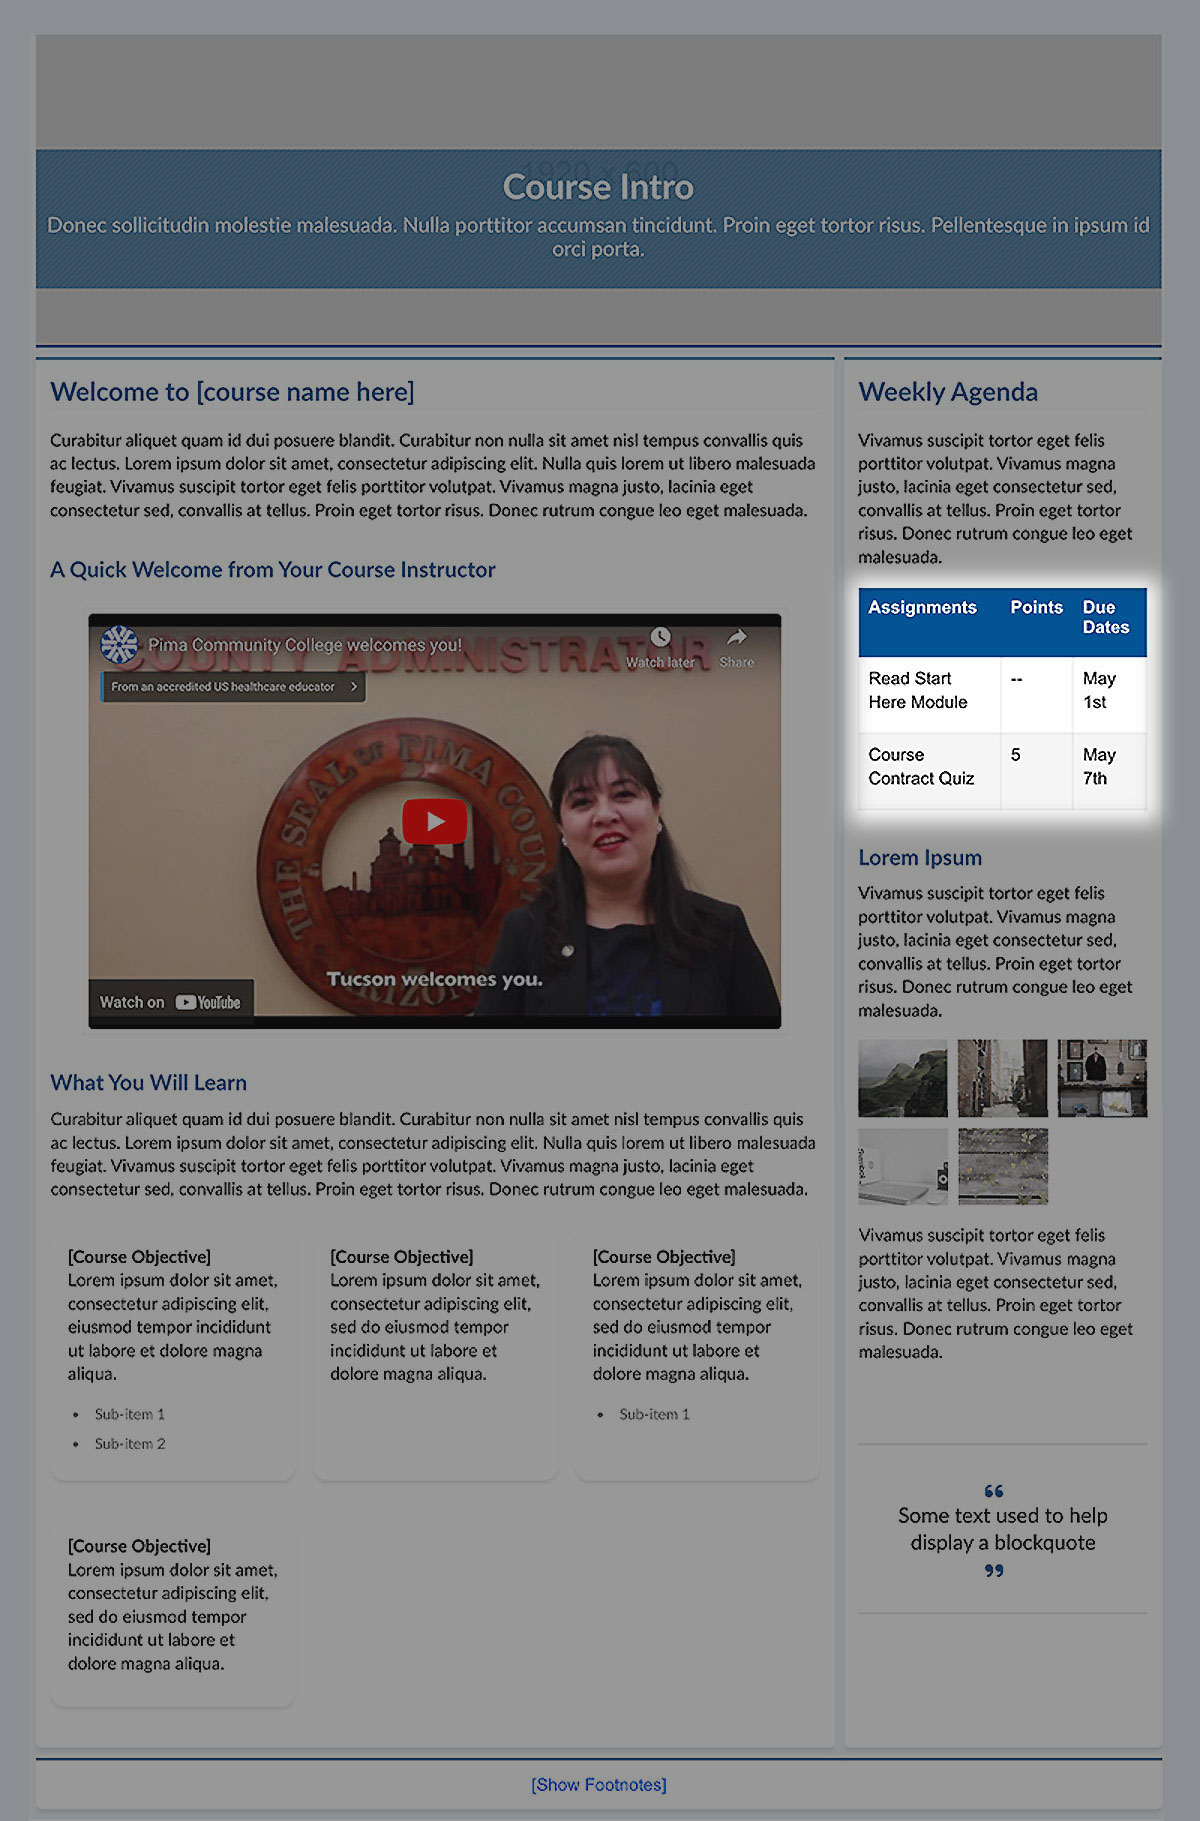 1920 x 600
Course Intro
Donec sollicitudin molestie malesuada. Nulla porttitor accumsan tincidunt. Proin eget tortor risus. Pellentesque in ipsum id
orci porta.
Welcome to [course name here]
Curabitur aliquet quam id dui posuere blandit. Curabitur non nulla sit amet nisl tempus convallis quis
ac lectus. Lorem ipsum dolor sit amet, consectetur adipiscing elit. Nulla quis lorem ut libero malesuada
feugiat. Vivamus suscipit tortor eget felis porttitor volutpat. Vivamus magna justo, lacinia eget
consectetur sed, convallis at tellus. Proin eget tortor risus. Donec rutrum congue leo eget malesuada.
A Quick Welcome from Your Course Instructor
COUNTY ADMINISTRATOR
Pima Community College welcomes you!
Watch later
Share
From an accredited US healthcare educator
THE SEAL OF PIMA COUN
ARIZONA
Tucson welcomes you.
Watch on YouTube
What You Will Learn
Curabitur aliquet quam id dui posuere blandit. Curabitur non nulla sit amet nisl tempus convallis quis
ac lectus. Lorem ipsum dolor sit amet, consectetur adipiscing elit. Nulla quis lorem ut libero malesuada
feugiat. Vivamus suscipit tortor eget felis porttitor volutpat. Vivamus magna justo, lacinia eget
consectetur sed, convallis at tellus. Proin eget tortor risus. Donec rutrum congue leo eget malesuada.
[Course Objective]
Lorem ipsum dolor sit amet,
consectetur adipiscing elit,
eiusmod tempor incididunt
ut labore et dolore magna
aliqua.
• Sub-item 1
• Sub-item 2
[Course Objective]
Lorem ipsum dolor sit amet,
consectetur adipiscing elit,
sed do eiusmod tempor
incididunt ut labore et
dolore magna aliqua.
[Course Objective]
Lorem ipsum dolor sit amet,
consectetur adipiscing elit,
sed do eiusmod tempor
incididunt ut labore et
dolore magna aliqua.
• Sub-item 1
[Course Objective]
Lorem ipsum dolor sit amet,
consectetur adipiscing elit,
sed do eiusmod tempor
incididunt ut labore et
dolore magna aliqua.
Weekly Agenda
Vivamus suscipit tortor eget felis
porttitor volutpat. Vivamus magna
justo, lacinia eget consectetur sed,
convallis at tellus. Proin eget tortor
risus. Donec rutrum congue leo eget
malesuada.
Assignments Points Due
Dates
Read Start -- May
Here Module 1st
Course 5 May
Contract Quiz 7th
Lorem Ipsum
Vivamus suscipit tortor eget felis
porttitor volutpat. Vivamus magna
justo, lacinia eget consectetur sed,
convallis at tellus. Proin eget tortor
risus. Donec rutrum congue leo eget
malesuada.
Vivamus suscipit tortor eget felis
porttitor volutpat. Vivamus magna
justo, lacinia eget consectetur sed,
convallis at tellus. Proin eget tortor
risus. Donec rutrum congue leo eget
malesuada.
“
Some text used to help
display a blockquote
”
[Show Footnotes]